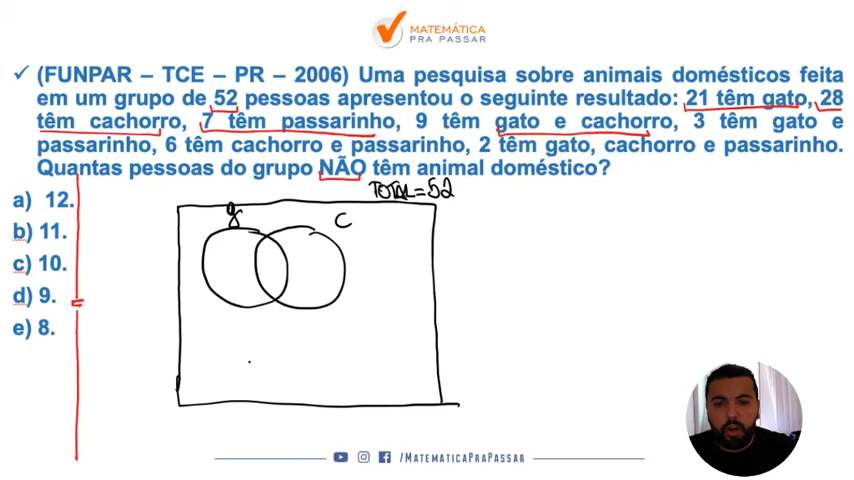 MATEMÁTICA
PRA PASSAR
✓ (FUNPAR – TCE – PR – 2006) Uma pesquisa sobre animais domésticos feita
em um grupo de 52 pessoas apresentou o seguinte resultado: 21 têm gato, 28
têm cachorro, 7 têm passarinho, 9 têm gato e cachorro, 3 têm gato e
passarinho, 6 têm cachorro e passarinho, 2 têm gato, cachorro e passarinho.
Quantas pessoas do grupo NÃO têm animal doméstico?
TOTAL=52
a) 12.
b) 11.
c) 10.
d) 9.
e) 8.
g
C
/MatematicaPraPassar